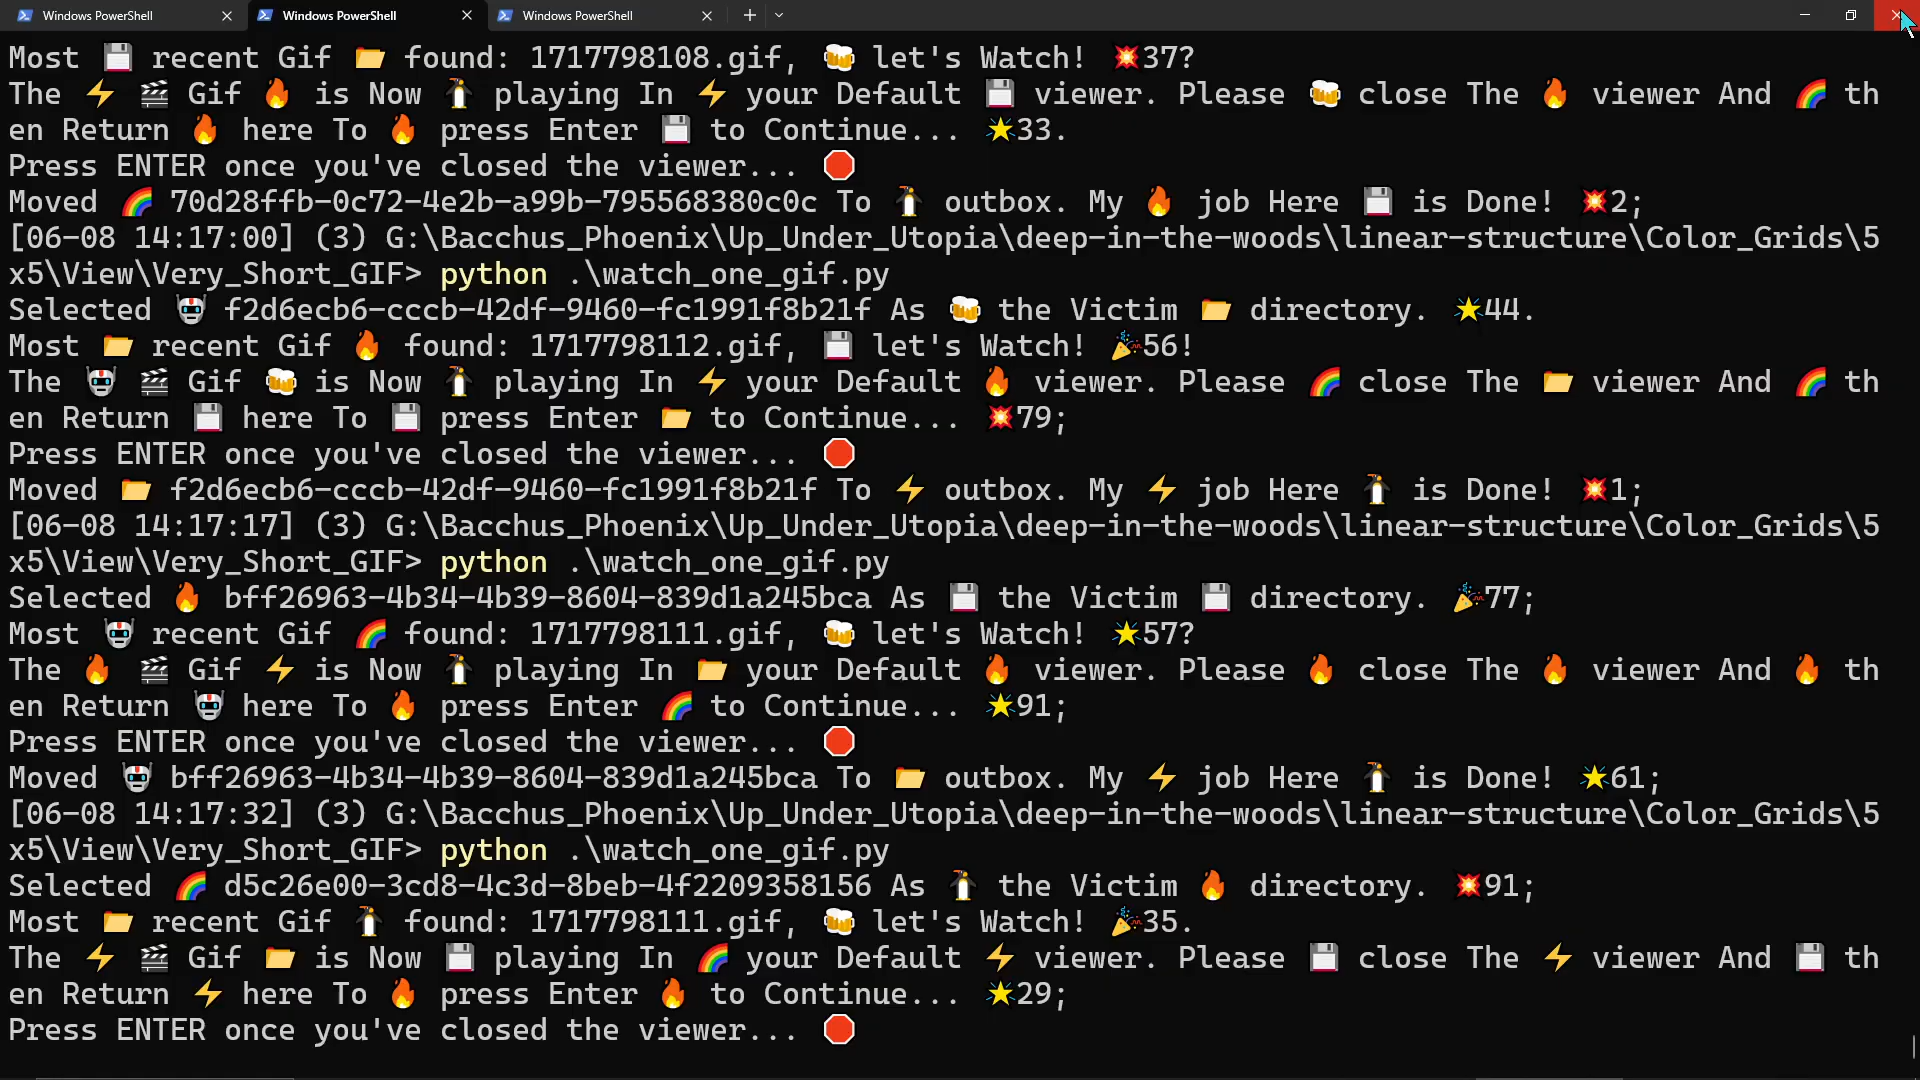 Windows PowerShell
Windows PowerShell
Windows PowerShell
Most 💾 recent Gif 📂 found: 1717798108.gif, 🍻 let's Watch! 💥37?
The ⚡ 🎬 Gif 🔥 is Now 🐧 playing In ⚡ your Default 💾 viewer. Please 🍻 close The 🔥 viewer And 🌈 th
en Return 🔥 here To 🔥 press Enter 💾 to Continue... 🌟33.
Press ENTER once you've closed the viewer... 🛑
Moved 🌈 70d28ffb-0c72-4e2b-a99b-795568380c0c To 🐧 outbox. My 🔥 job Here 💾 is Done! 💥2;
[06-08 14:17:00] (3) G:\Bacchus_Phoenix\Up_Under_Utopia\deep-in-the-woods\linear-structure\Color_Grids\5
x5\View\Very_Short_GIF> python .\watch_one_gif.py
Selected 🤖 f2d6ecb6-cccb-42df-9460-fc1991f8b21f As 🍻 the Victim 📂 directory. 🌟44.
Most 📂 recent Gif 🔥 found: 1717798112.gif, 💾 let's Watch! 🎉56!
The 🤖 🎬 Gif 🍻 is Now 🐧 playing In ⚡ your Default 🔥 viewer. Please 🌈 close The 📂 viewer And 🌈 th
en Return 💾 here To 💾 press Enter 📂 to Continue... 💥79;
Press ENTER once you've closed the viewer... 🛑
Moved 📂 f2d6ecb6-cccb-42df-9460-fc1991f8b21f To ⚡ outbox. My ⚡ job Here 🐧 is Done! 💥1;
[06-08 14:17:17] (3) G:\Bacchus_Phoenix\Up_Under_Utopia\deep-in-the-woods\linear-structure\Color_Grids\5
x5\View\Very_Short_GIF> python .\watch_one_gif.py
Selected 🔥 bff26963-4b34-4b39-8604-839d1a245bca As 💾 the Victim 💾 directory. 🎉77;
Most 🤖 recent Gif 🌈 found: 1717798111.gif, 🍻 let's Watch! 🌟57?
The 🔥 🎬 Gif ⚡ is Now 🐧 playing In 📂 your Default 🔥 viewer. Please 🔥 close The 🔥 viewer And 🔥 th
en Return 🤖 here To 🔥 press Enter 🌈 to Continue... 🌟91;
Press ENTER once you've closed the viewer... 🛑
Moved 🤖 bff26963-4b34-4b39-8604-839d1a245bca To 📂 outbox. My ⚡ job Here 🐧 is Done! 🌟61;
[06-08 14:17:32] (3) G:\Bacchus_Phoenix\Up_Under_Utopia\deep-in-the-woods\linear-structure\Color_Grids\5
x5\View\Very_Short_GIF> python .\watch_one_gif.py
Selected 🌈 d5c26e00-3cd8-4c3d-8beb-4f2209358156 As 🐧 the Victim 🔥 directory. 💥91;
Most 📂 recent Gif 🐧 found: 1717798111.gif, 🍻 let's Watch! 🎉35.
The ⚡ 🎬 Gif 📂 is Now 💾 playing In 🌈 your Default ⚡ viewer. Please 💾 close The ⚡ viewer And 💾 th
en Return ⚡ here To 🔥 press Enter 🔥 to Continue... 🌟29;
Press ENTER once you've closed the viewer... 🛑